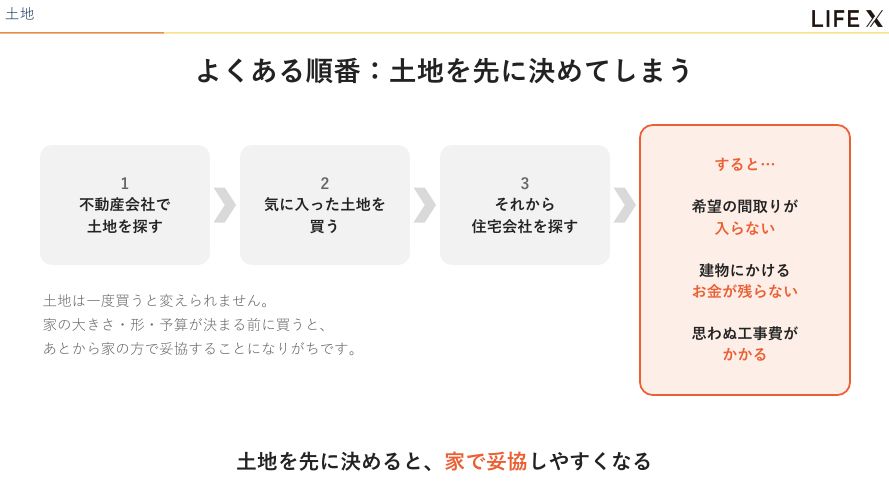 土地
LIFE X
よくある順番：土地を先に決めてしまう
1
不動産会社で
土地を探す
2
気に入った土地を
買う
3
それから
住宅会社を探す
すると…
希望の間取りが
入らない
建物にかける
お金が残らない
思わぬ工事費が
かかる
土地は一度買うと変えられません。
家の大きさ・形・予算が決まる前に買うと、
あとから家の方で妥協することになりがちです。
土地を先に決めると、家で妥協しやすくなる